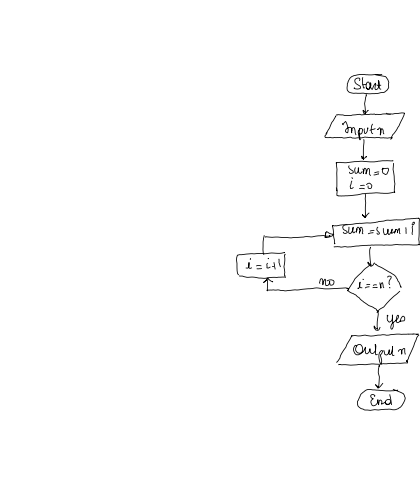 Start
Input n
sum=0
i=0
sum=sum+i
i=i+1
i==n?
no
yes
Output n
End